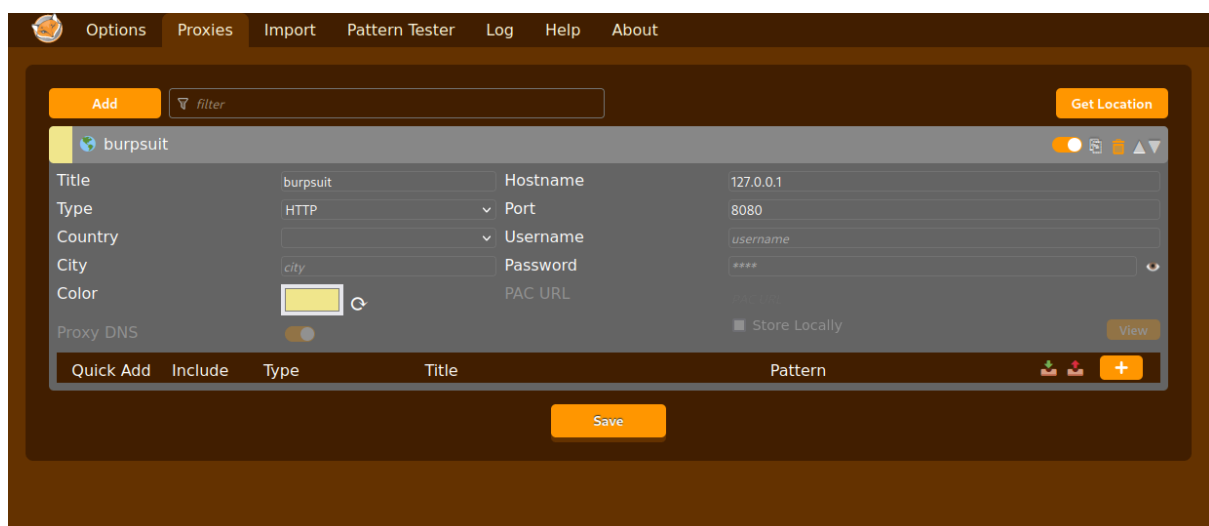 Options Proxies Import Pattern Tester Log Help About
Add filter Get Location
burpsuit
Title burpsuit Hostname 127.0.0.1
Type HTTP Port 8080
Country Username username
City city Password ****
Color PAC URL
Store Locally
Proxy DNS View
Quick Add Include Type Title Pattern +
Save